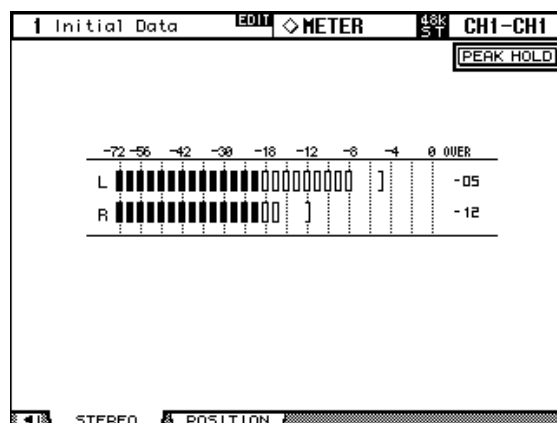 1 Initial Data EDIT ◇METER 48k ST CH1-CH1
PEAK HOLD
-72 -56 -42 -30 -18 -12 -8 -4 0 OVER
L -05
R -12
STEREO POSITION